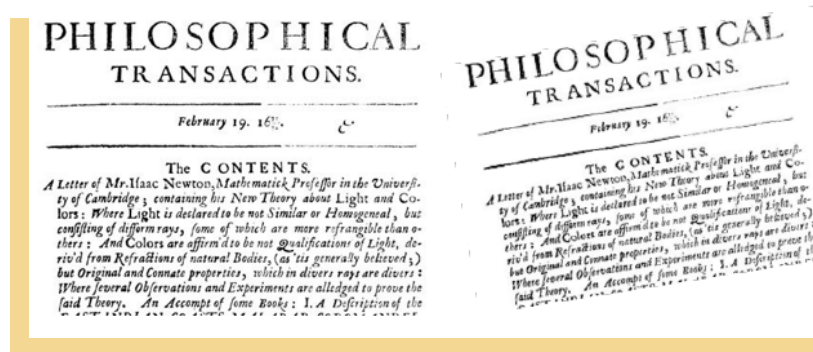 PHILOSOPHICAL
TRANSACTIONS.
February 19.
The CONTENTS.
A Letter of Mr. Iſaac Newton, Mathematick Profeſſor in the Univerſi-
ty of Cambridge ; containing his New Theory about Light and Co-
lors : Where Light is declared to be not Similar or Homogeneal , but
conſiſting of difform rays, ſome of which are more refrangible than o-
thers : And Colors are affirm'd to be not Qualifications of Light, de-
riv'd from Refractions of natural Bodies, (as 'tis generally believed ;)
but Original and Connate properties, which in divers rays are divers :
Where ſeveral Obſervations and Experiments are alledged to prove the
ſaid Theory. An Accompt of ſome Books : I. A Deſcription of the
EAST-INDIAN COASTS, MALABAR, COROMANDEL
PHILOSOPHICAL
TRANSACTIONS.
February 19.
The CONTENTS.
A Letter of Mr. Iſaac Newton, Mathematick Profeſſor in the Univerſi-
ty of Cambridge ; containing his New Theory about Light and Co-
lors : Where Light is declared to be not Similar or Homogeneal, but
conſiſting of difform rays, ſome of which are more refrangible than o-
thers : And Colors are affirm'd to be not Qualifications of Light, de-
riv'd from Refractions of natural Bodies, (as 'tis generally believed ;)
but Original and Connate properties, which in divers rays are divers :
Where ſeveral Obſervations and Experiments are alledged to prove the
ſaid Theory. An Accompt of ſome Books : I. A Deſcription of the